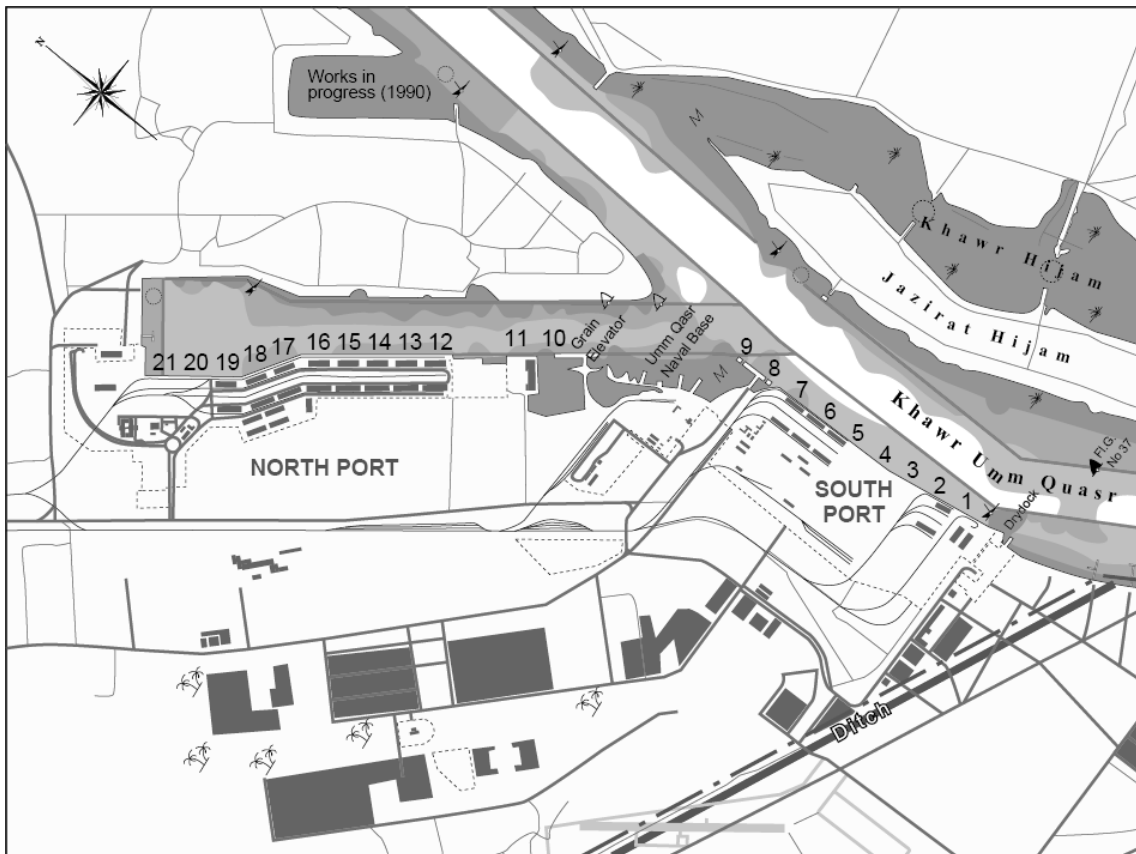 N
Works in
progress (1990)
M
Khawr Hijam
Jazirat Hijam
Grain
Elevator
Umm Qasr
Naval Base
M
21 20 19 18 17 16 15 14 13 12 11 10
9 8 7 6 5 4 3 2 1
Khawr Umm Quasr
Fl.G.
No 37
Drydock
NORTH PORT
SOUTH
PORT
Ditch